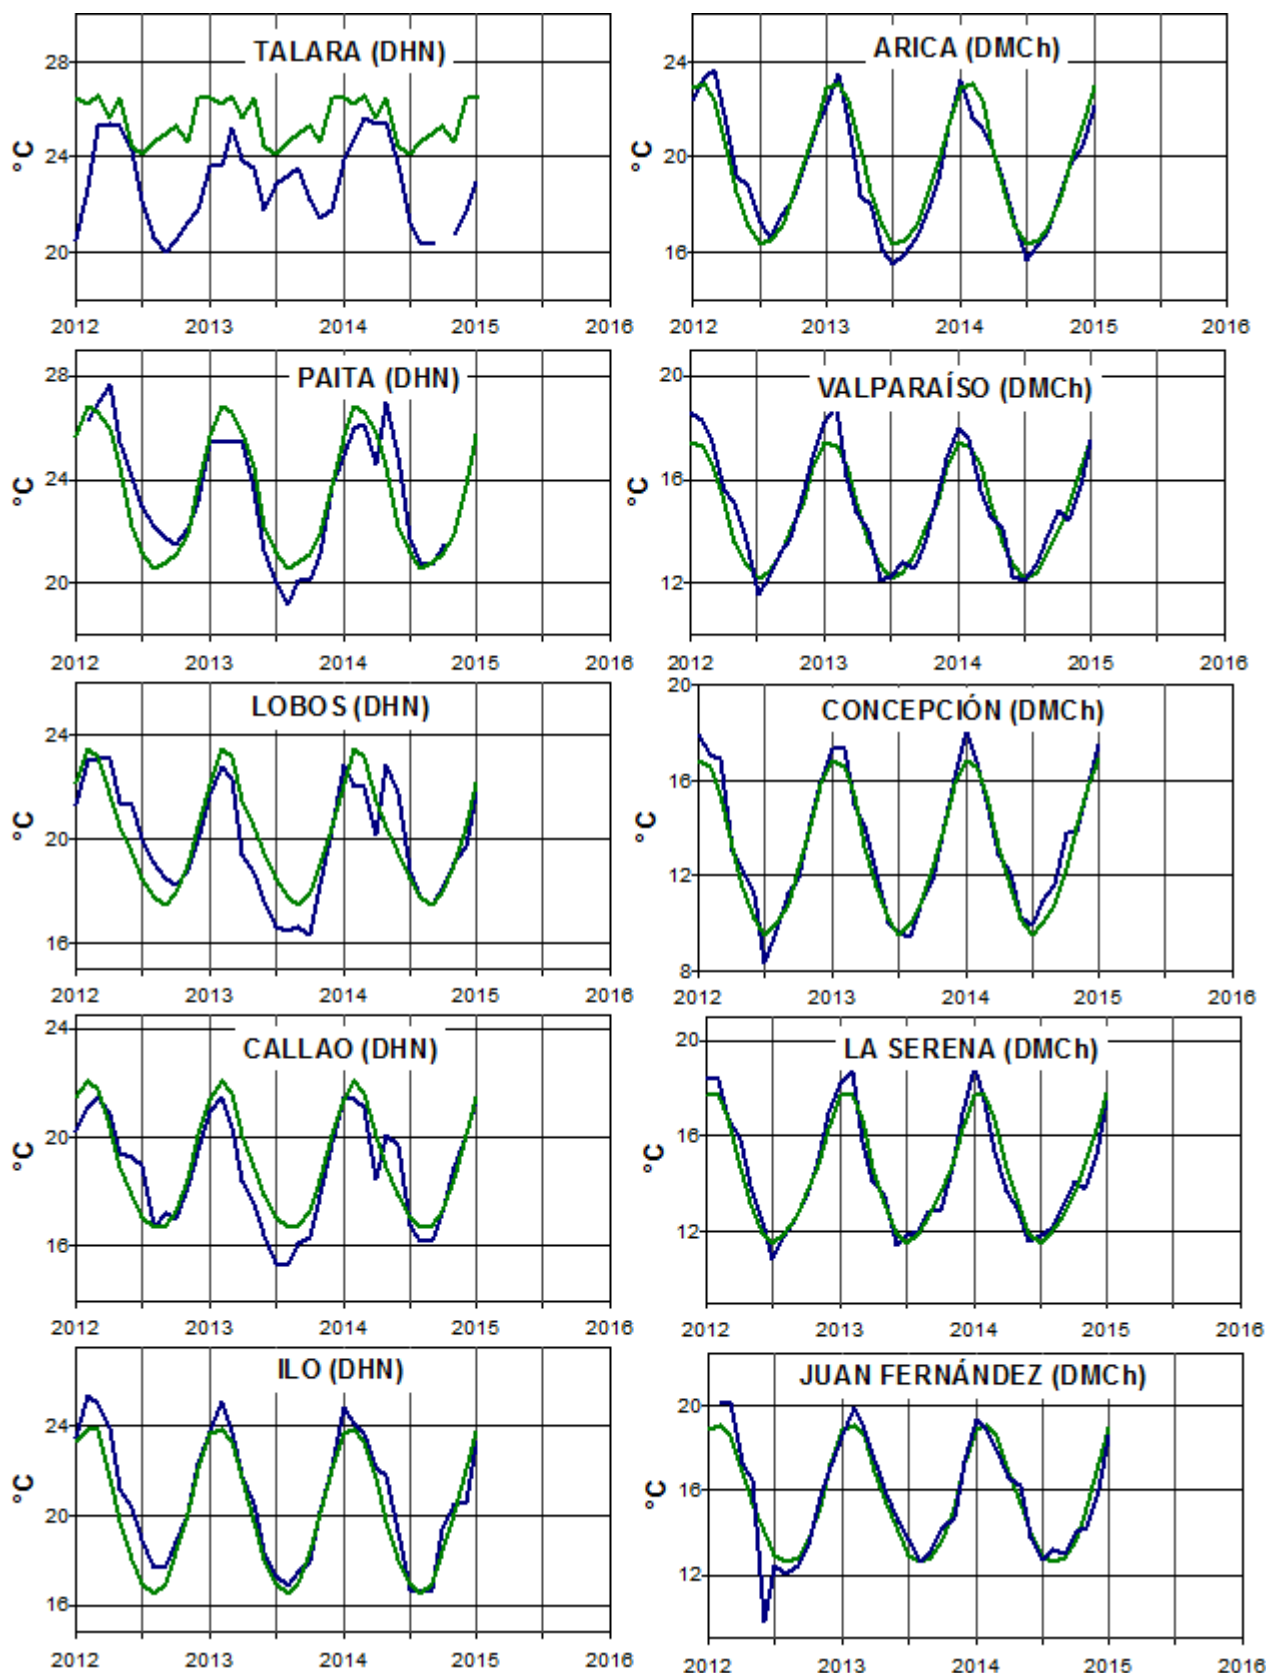 TALARA (DHN)
28
24
20
°C
2012 2013 2014 2015 2016
ARICA (DMCh)
24
20
16
°C
2012 2013 2014 2015 2016
PAITA (DHN)
28
24
20
°C
2012 2013 2014 2015 2016
VALPARAÍSO (DMCh)
20
16
12
°C
2012 2013 2014 2015 2016
LOBOS (DHN)
24
20
16
°C
2012 2013 2014 2015 2016
CONCEPCIÓN (DMCh)
20
16
12
8
°C
2012 2013 2014 2015 2016
CALLAO (DHN)
24
20
16
°C
2012 2013 2014 2015 2016
LA SERENA (DMCh)
20
16
12
°C
2012 2013 2014 2015 2016
ILO (DHN)
24
20
16
°C
2012 2013 2014 2015 2016
JUAN FERNÁNDEZ (DMCh)
20
16
12
°C
2012 2013 2014 2015 2016